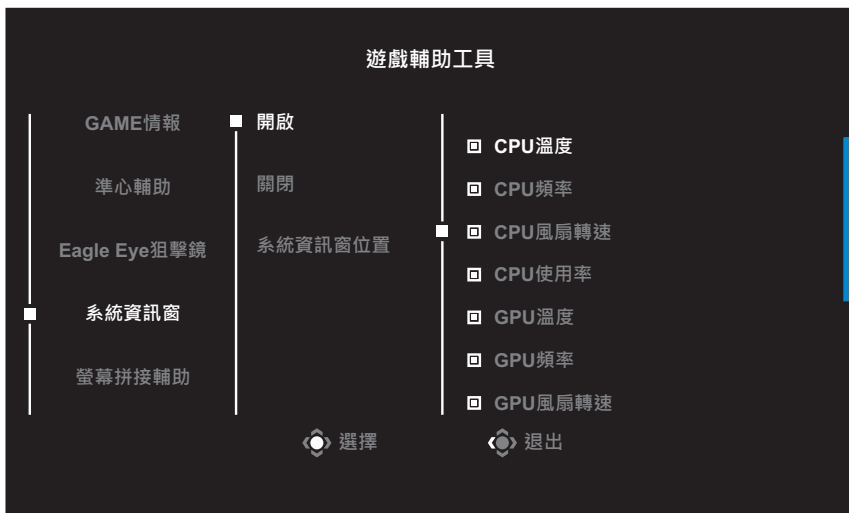 遊戲輔助工具
GAME情報
準心輔助
Eagle Eye狙擊鏡
系統資訊窗
螢幕拼接輔助
開啟
關閉
系統資訊窗位置
CPU溫度
CPU頻率
CPU風扇轉速
CPU使用率
GPU溫度
GPU頻率
GPU風扇轉速
選擇
退出